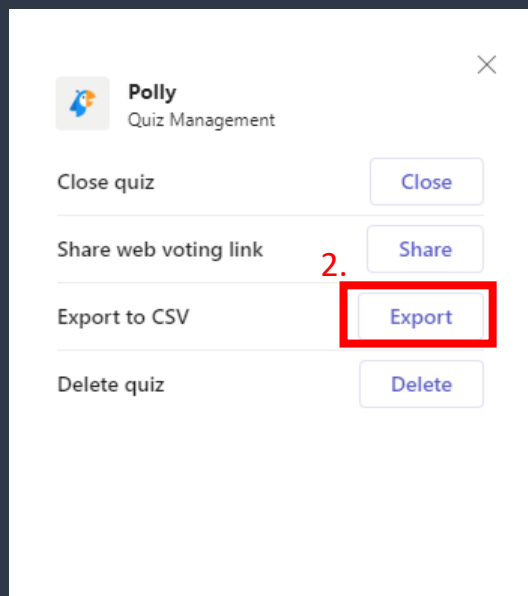 Polly
Quiz Management
Close quiz Close
Share web voting link Share
2.
Export to CSV Export
Delete quiz Delete